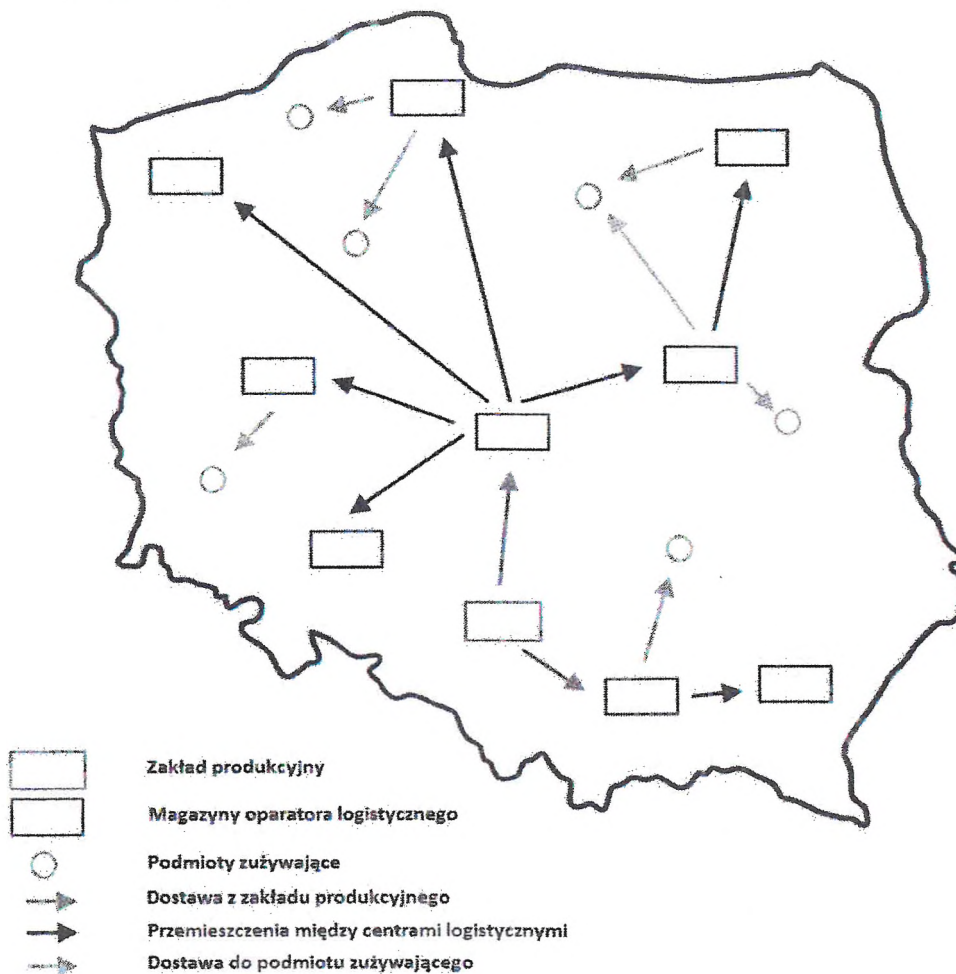 Zakład produkcyjny
Magazyny oparatora logistycznego
Podmioty zużywające
Dostawa z zakładu produkcyjnego
Przemieszczenia między centrami logistycznymi
Dostawa do podmiotu zużywającego